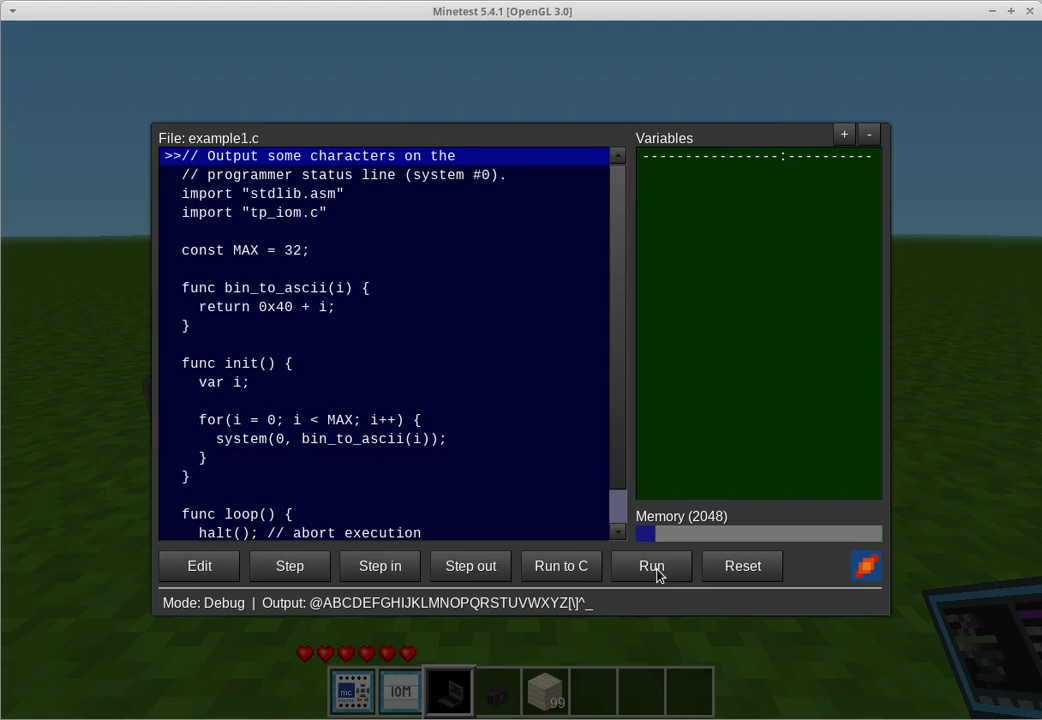 Minetest 5.4.1 [OpenGL 3.0]
File: example1.c
>>// Output some characters on the
// programmer status line (system #0).
import "stdlib.asm"
import "tp_iom.c"
const MAX = 32;
func bin_to_ascii(i) {
return 0x40 + i;
}
func init() {
var i;
for(i = 0; i < MAX; i++) {
system(0, bin_to_ascii(i));
}
}
func loop() {
halt(); // abort execution
Variables
+ -
----------------:----------
Memory (2048)
Edit Step Step in Step out Run to C Run Reset
Mode: Debug | Output: @ABCDEFGHIJKLMNOPQRSTUVWXYZ[\]^_
mc IOM 99